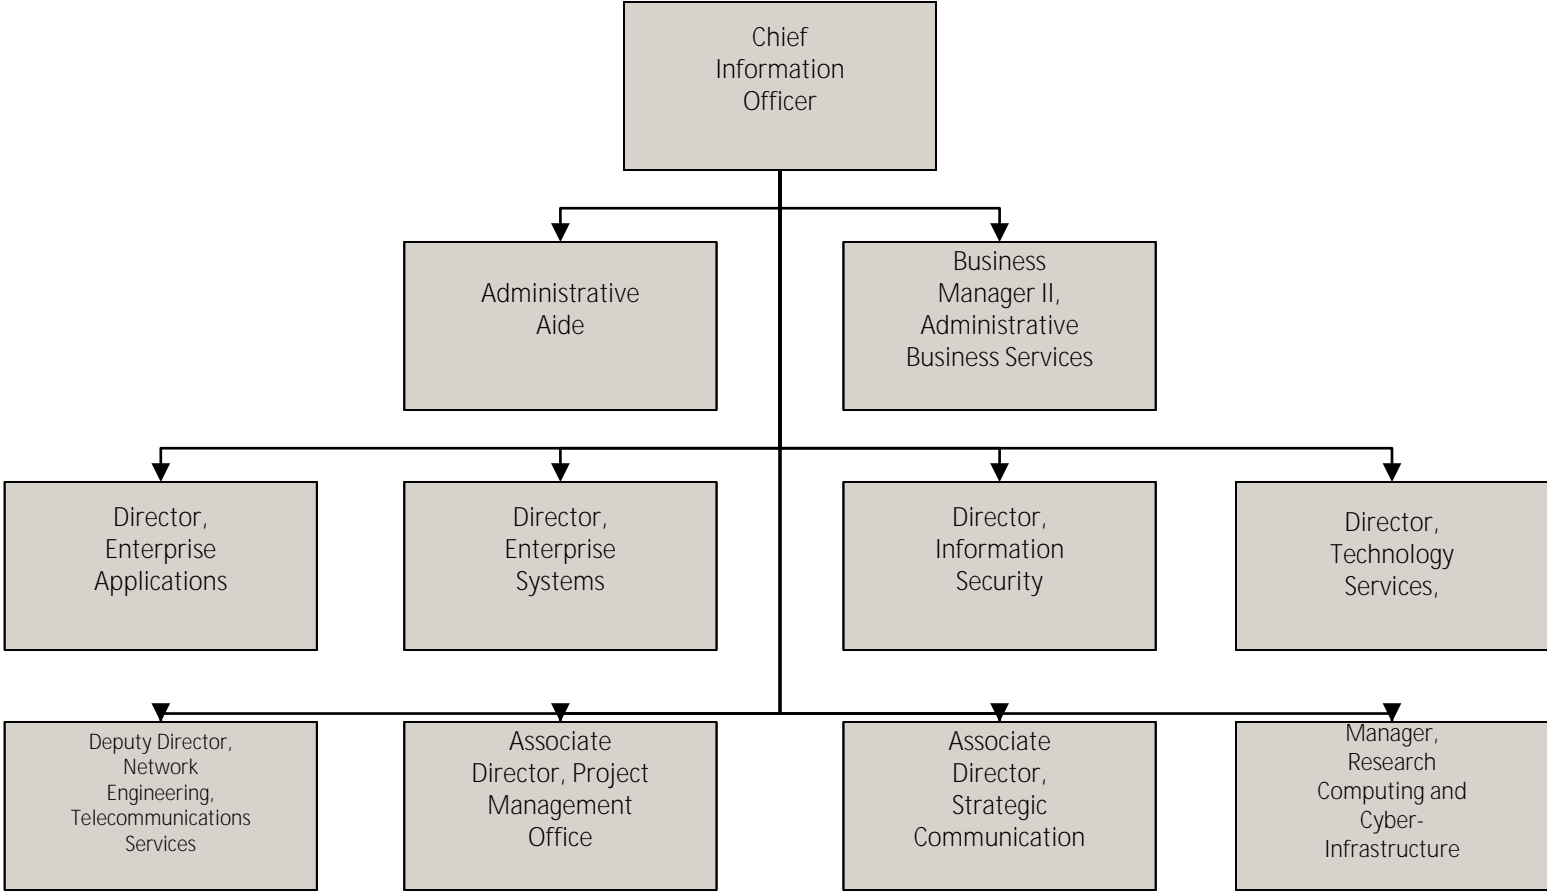 Chief
Information
Officer
Administrative
Aide
Business
Manager II,
Administrative
Business Services
Director,
Enterprise
Applications
Director,
Enterprise
Systems
Director,
Information
Security
Director,
Technology
Services,
Deputy Director,
Network
Engineering,
Telecommunications
Services
Associate
Director, Project
Management
Office
Associate
Director,
Strategic
Communication
Manager,
Research
Computing and
Cyber-
Infrastructure